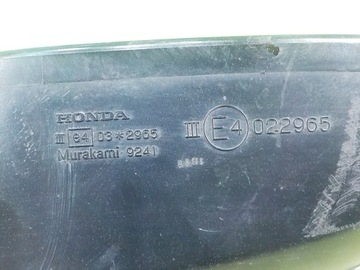 HONDA
III e4 03*2965
Murakami 9241
III E4 022965